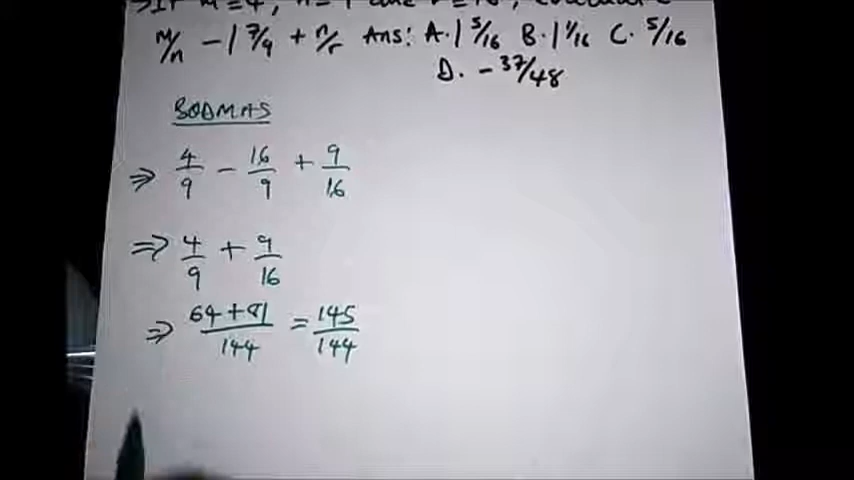 m/n - 1 7/9 + n/r Ans: A. 1 5/16 B. 1 1/16 C. 5/16
D. - 37/48
BODMAS
⇒ 4/9 - 16/9 + 9/16
⇒ 4/9 + 9/16
⇒ 64+81/144 = 145/144